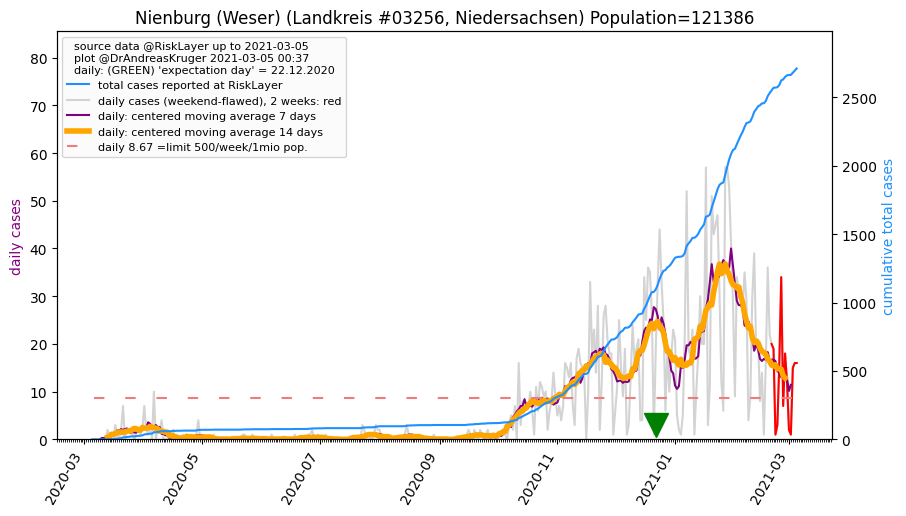 Nienburg (Weser) (Landkreis #03256, Niedersachsen) Population=121386
source data @RiskLayer up to 2021-03-05
plot @DrAndreasKruger 2021-03-05 00:37
daily: (GREEN) 'expectation day' = 22.12.2020
total cases reported at RiskLayer
daily cases (weekend-flawed), 2 weeks: red
daily: centered moving average 7 days
daily: centered moving average 14 days
daily 8.67 =limit 500/week/1mio pop.
daily cases
80
70
60
50
40
30
20
10
0
cumulative total cases
2500
2000
1500
1000
500
0
2020-03
2020-05
2020-07
2020-09
2020-11
2021-01
2021-03